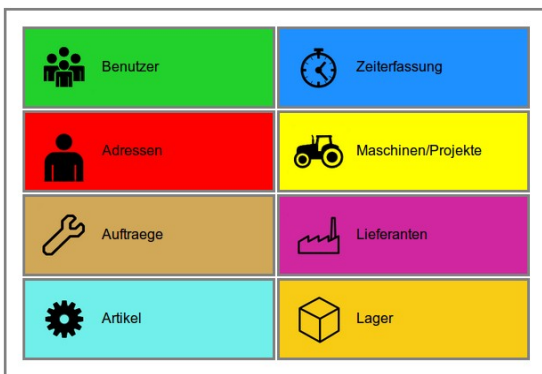 Benutzer
Zeiterfassung
Adressen
Maschinen/Projekte
Auftraege
Lieferanten
Artikel
Lager